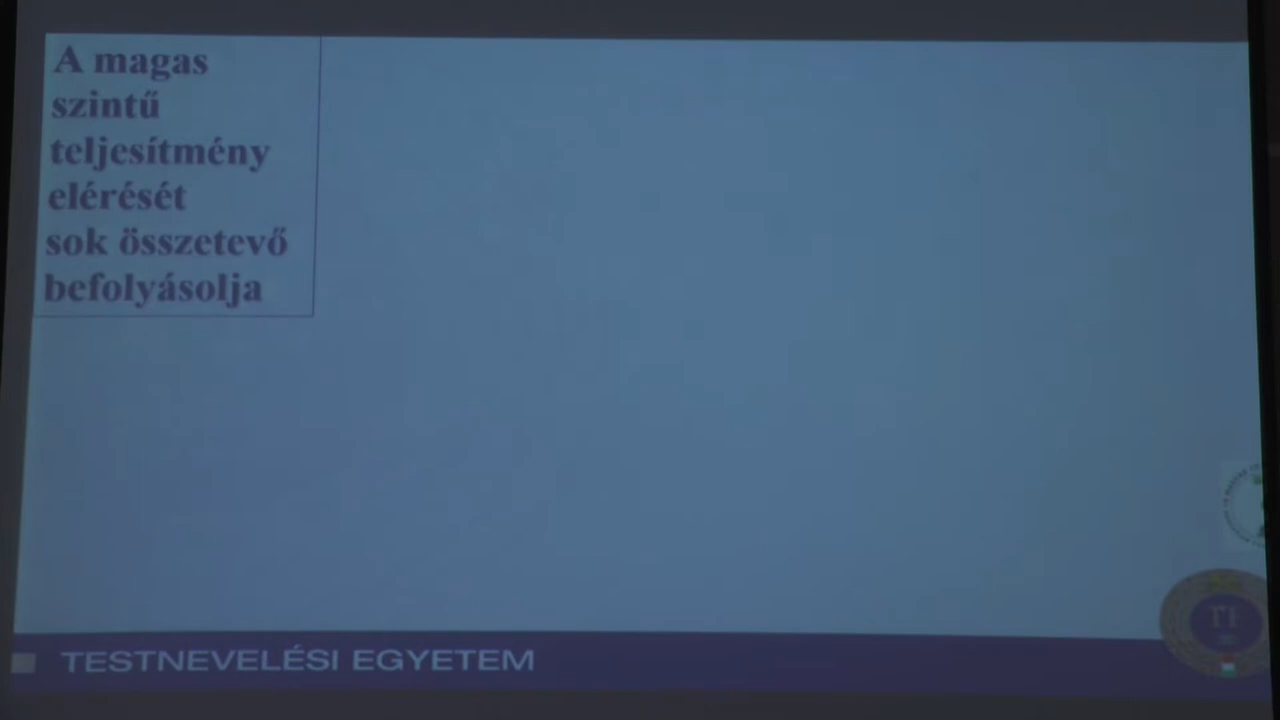 A magas
szintű
teljesítmény
elérését
sok összetevő
befolyásolja
TESTNEVELÉSI EGYETEM